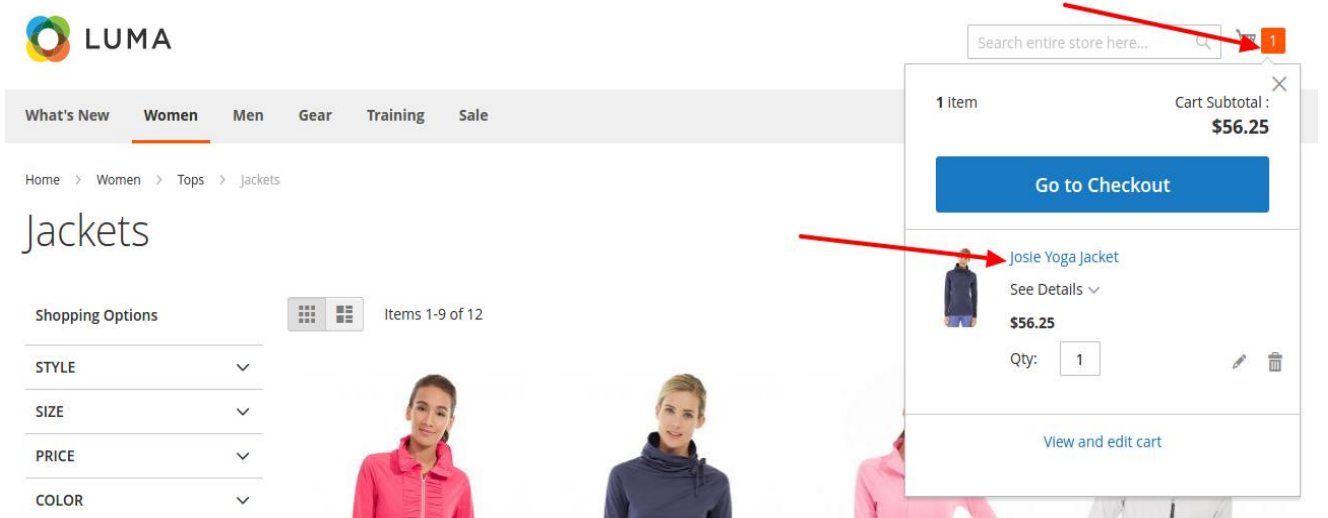 LUMA
Search entire store here...
1
What's New Women Men Gear Training Sale
1 item
Cart Subtotal :
$56.25
Go to Checkout
Home > Women > Tops > Jackets
Jackets
Josie Yoga Jacket
See Details
$56.25
Qty: 1
View and edit cart
Shopping Options
Items 1-9 of 12
STYLE
SIZE
PRICE
COLOR